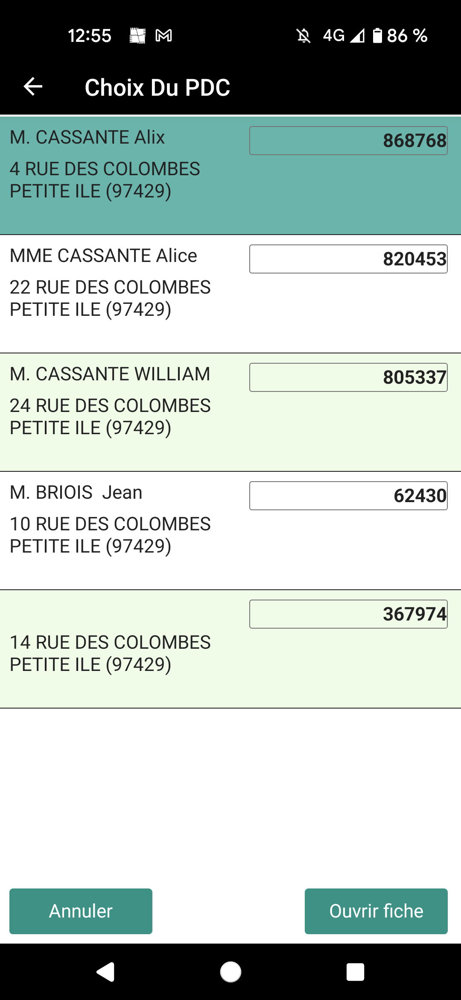 12:55 4G 86 %
Choix Du PDC
M. CASSANTE Alix 868768
4 RUE DES COLOMBES
PETITE ILE (97429)
MME CASSANTE Alice 820453
22 RUE DES COLOMBES
PETITE ILE (97429)
M. CASSANTE WILLIAM 805337
24 RUE DES COLOMBES
PETITE ILE (97429)
M. BRIOIS  Jean 62430
10 RUE DES COLOMBES
PETITE ILE (97429)
367974
14 RUE DES COLOMBES
PETITE ILE (97429)
Annuler Ouvrir fiche